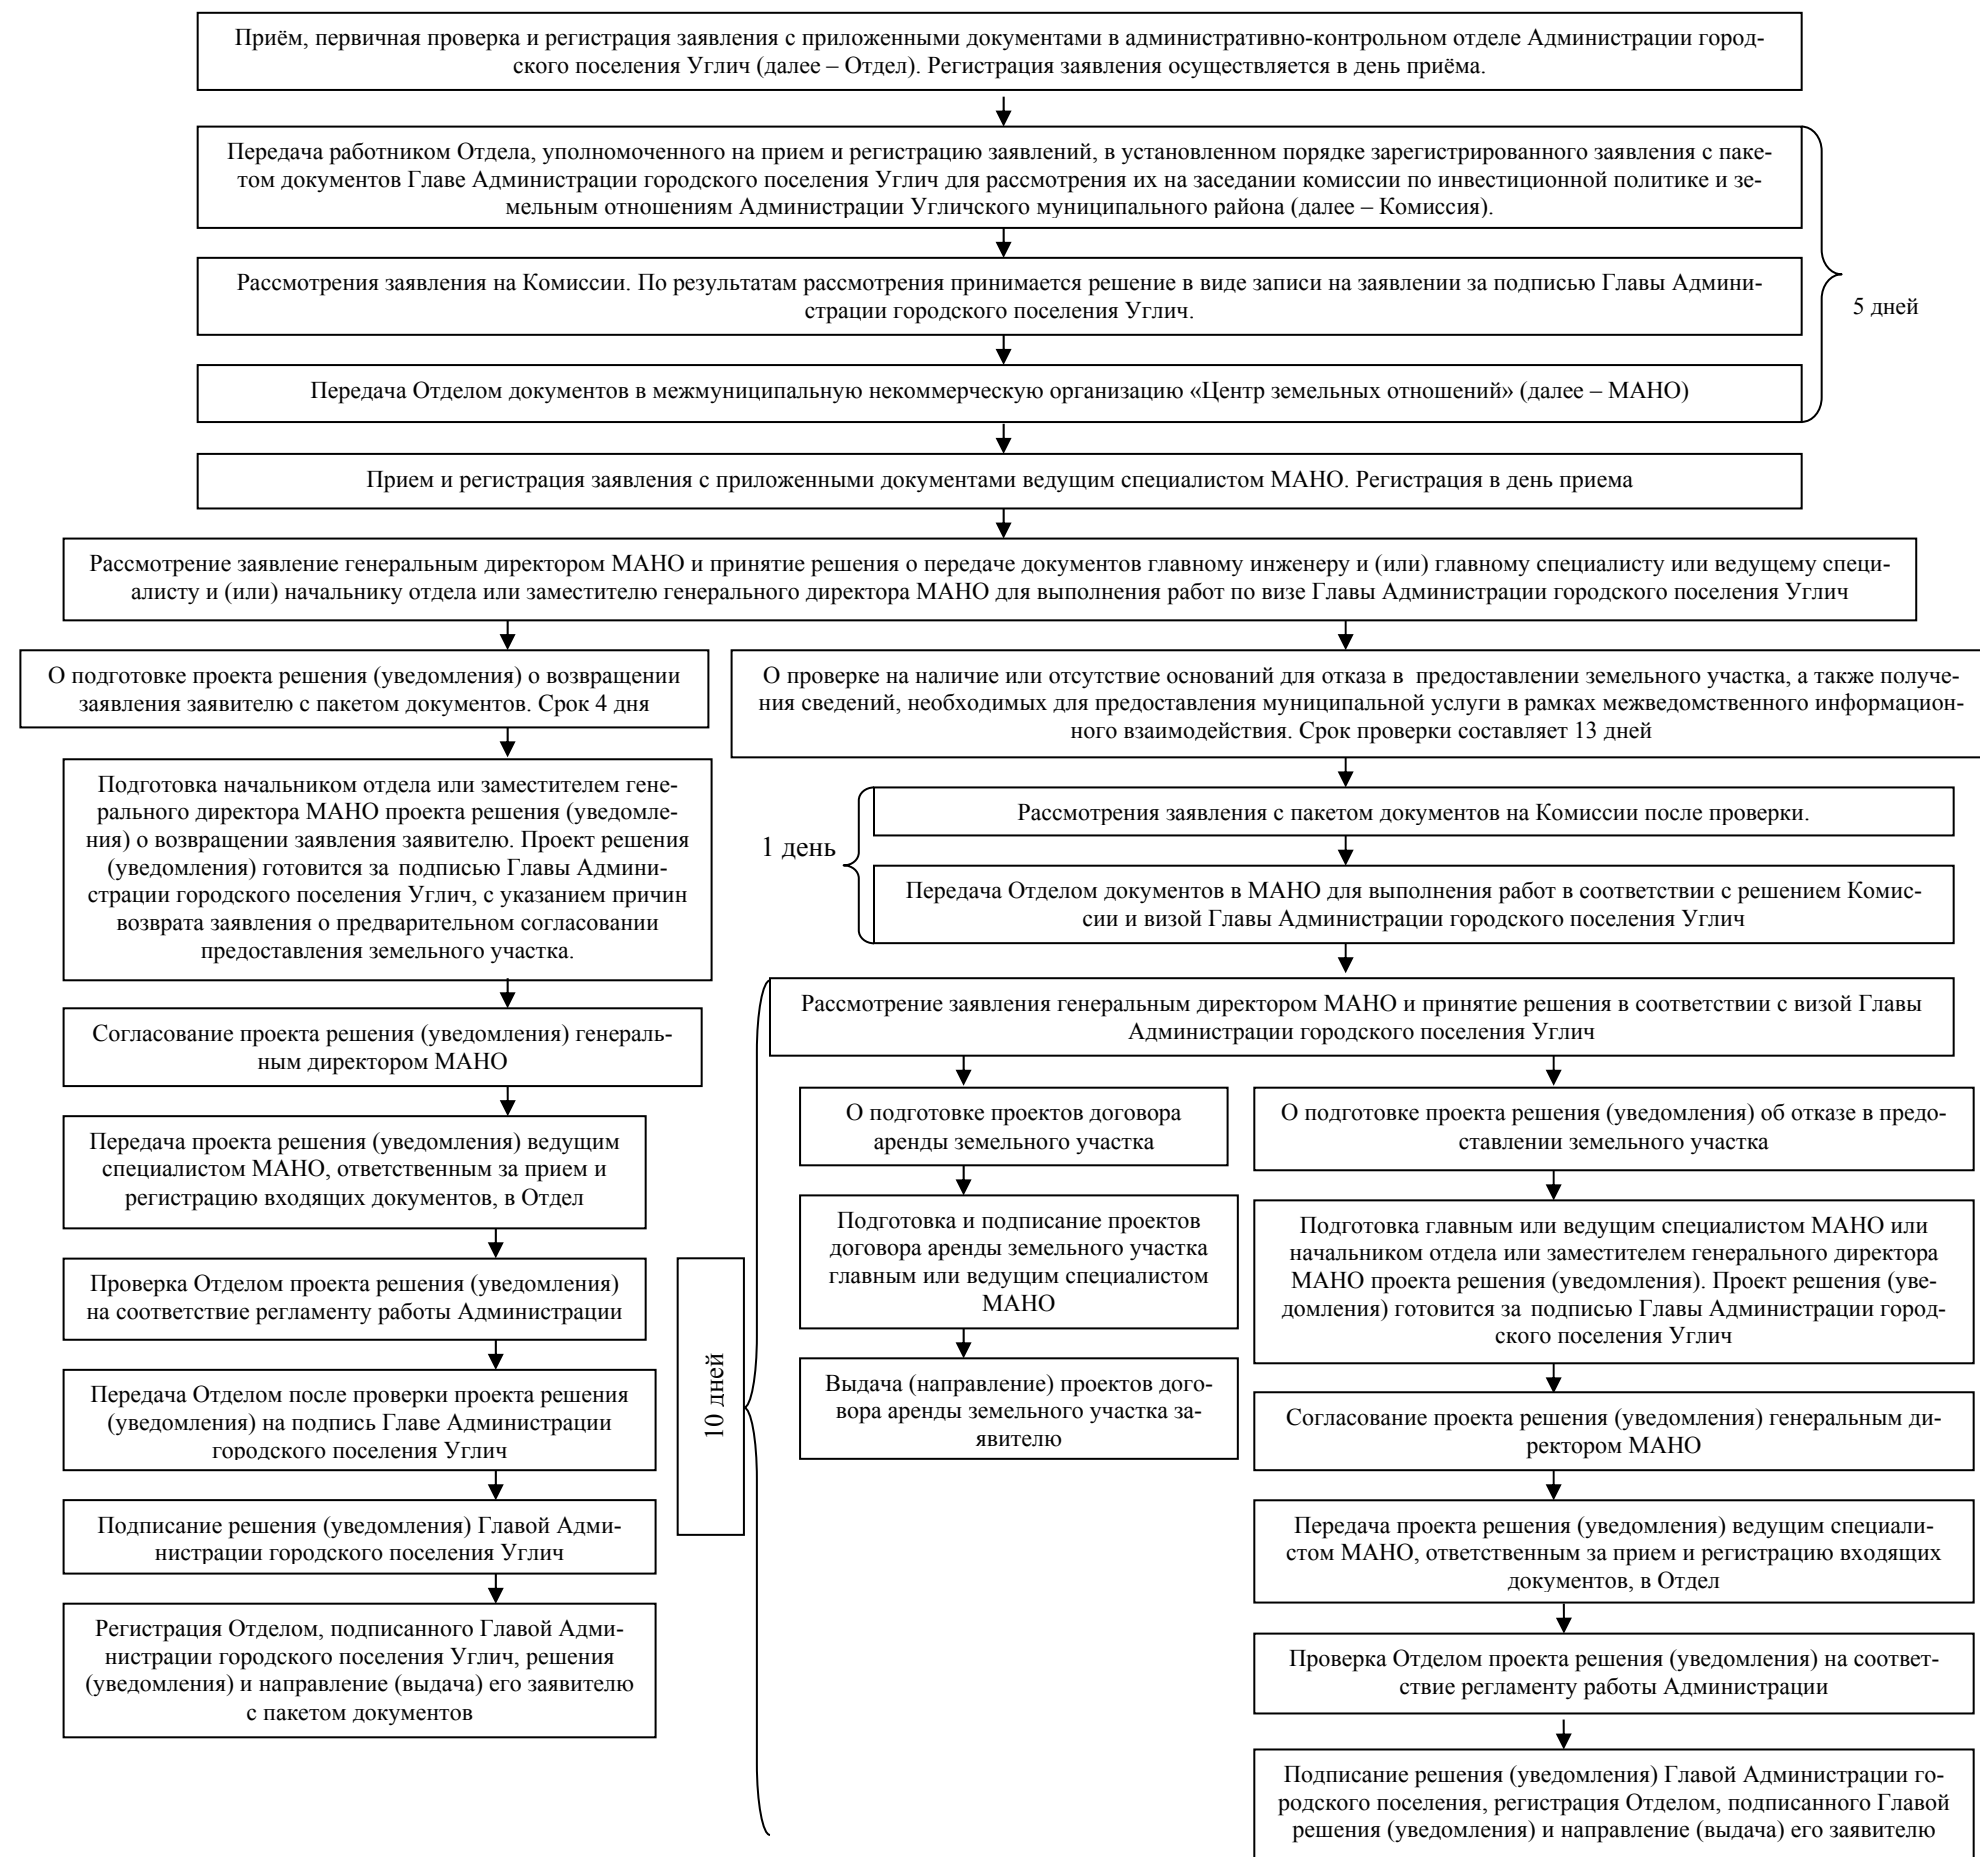 Приём, первичная проверка и регистрация заявления с приложенными документами в административно-контрольном отделе Администрации город-
ского поселения Углич (далее – Отдел). Регистрация заявления осуществляется в день приёма.
Передача работником Отдела, уполномоченного на прием и регистрацию заявлений, в установленном порядке зарегистрированного заявления с паке-
том документов Главе Администрации городского поселения Углич для рассмотрения их на заседании комиссии по инвестиционной политике и зе-
мельным отношениям Администрации Угличского муниципального района (далее – Комиссия).
Рассмотрения заявления на Комиссии. По результатам рассмотрения принимается решение в виде записи на заявлении за подписью Главы Админи-
страции городского поселения Углич.
5 дней
Передача Отделом документов в межмуниципальную некоммерческую организацию «Центр земельных отношений» (далее – МАНО)
Прием и регистрация заявления с приложенными документами ведущим специалистом МАНО. Регистрация в день приема
Рассмотрение заявление генеральным директором МАНО и принятие решения о передаче документов главному инженеру и (или) главному специалисту или ведущему специ-
алисту и (или) начальнику отдела или заместителю генерального директора МАНО для выполнения работ по визе Главы Администрации городского поселения Углич
О подготовке проекта решения (уведомления) о возвращении
заявления заявителю с пакетом документов. Срок 4 дня
Подготовка начальником отдела или заместителем гене-
рального директора МАНО проекта решения (уведомле-
ния) о возвращении заявления заявителю. Проект решения
(уведомления) готовится за подписью Главы Админи-
страции городского поселения Углич, с указанием причин
возврата заявления о предварительном согласовании
предоставления земельного участка.
Согласование проекта решения (уведомления) генераль-
ным директором МАНО
Передача проекта решения (уведомления) ведущим
специалистом МАНО, ответственным за прием и
регистрацию входящих документов, в Отдел
Проверка Отделом проекта решения (уведомления)
на соответствие регламенту работы Администрации
Передача Отделом после проверки проекта решения
(уведомления) на подпись Главе Администрации
городского поселения Углич
Подписание решения (уведомления) Главой Адми-
нистрации городского поселения Углич
Регистрация Отделом, подписанного Главой Адми-
нистрации городского поселения Углич, решения
(уведомления) и направление (выдача) его заявителю
с пакетом документов
О проверке на наличие или отсутствие оснований для отказа в предоставлении земельного участка, а также получе-
ния сведений, необходимых для предоставления муниципальной услуги в рамках межведомственного информацион-
ного взаимодействия. Срок проверки составляет 13 дней
1 день
Рассмотрения заявления с пакетом документов на Комиссии после проверки.
Передача Отделом документов в МАНО для выполнения работ в соответствии с решением Комис-
сии и визой Главы Администрации городского поселения Углич
10 дней
Рассмотрение заявления генеральным директором МАНО и принятие решения в соответствии с визой Главы
Администрации городского поселения Углич
О подготовке проектов договора
аренды земельного участка
Подготовка и подписание проектов
договора аренды земельного участка
главным или ведущим специалистом
МАНО
Выдача (направление) проектов дого-
вора аренды земельного участка за-
явителю
О подготовке проекта решения (уведомления) об отказе в предо-
ставлении земельного участка
Подготовка главным или ведущим специалистом МАНО или
начальником отдела или заместителем генерального директора
МАНО проекта решения (уведомления). Проект решения (уве-
домления) готовится за подписью Главы Администрации город-
ского поселения Углич
Согласование проекта решения (уведомления) генеральным ди-
ректором МАНО
Передача проекта решения (уведомления) ведущим специали-
стом МАНО, ответственным за прием и регистрацию входящих
документов, в Отдел
Проверка Отделом проекта решения (уведомления) на соответ-
ствие регламенту работы Администрации
Подписание решения (уведомления) Главой Администрации го-
родского поселения, регистрация Отделом, подписанного Главой
решения (уведомления) и направление (выдача) его заявителю